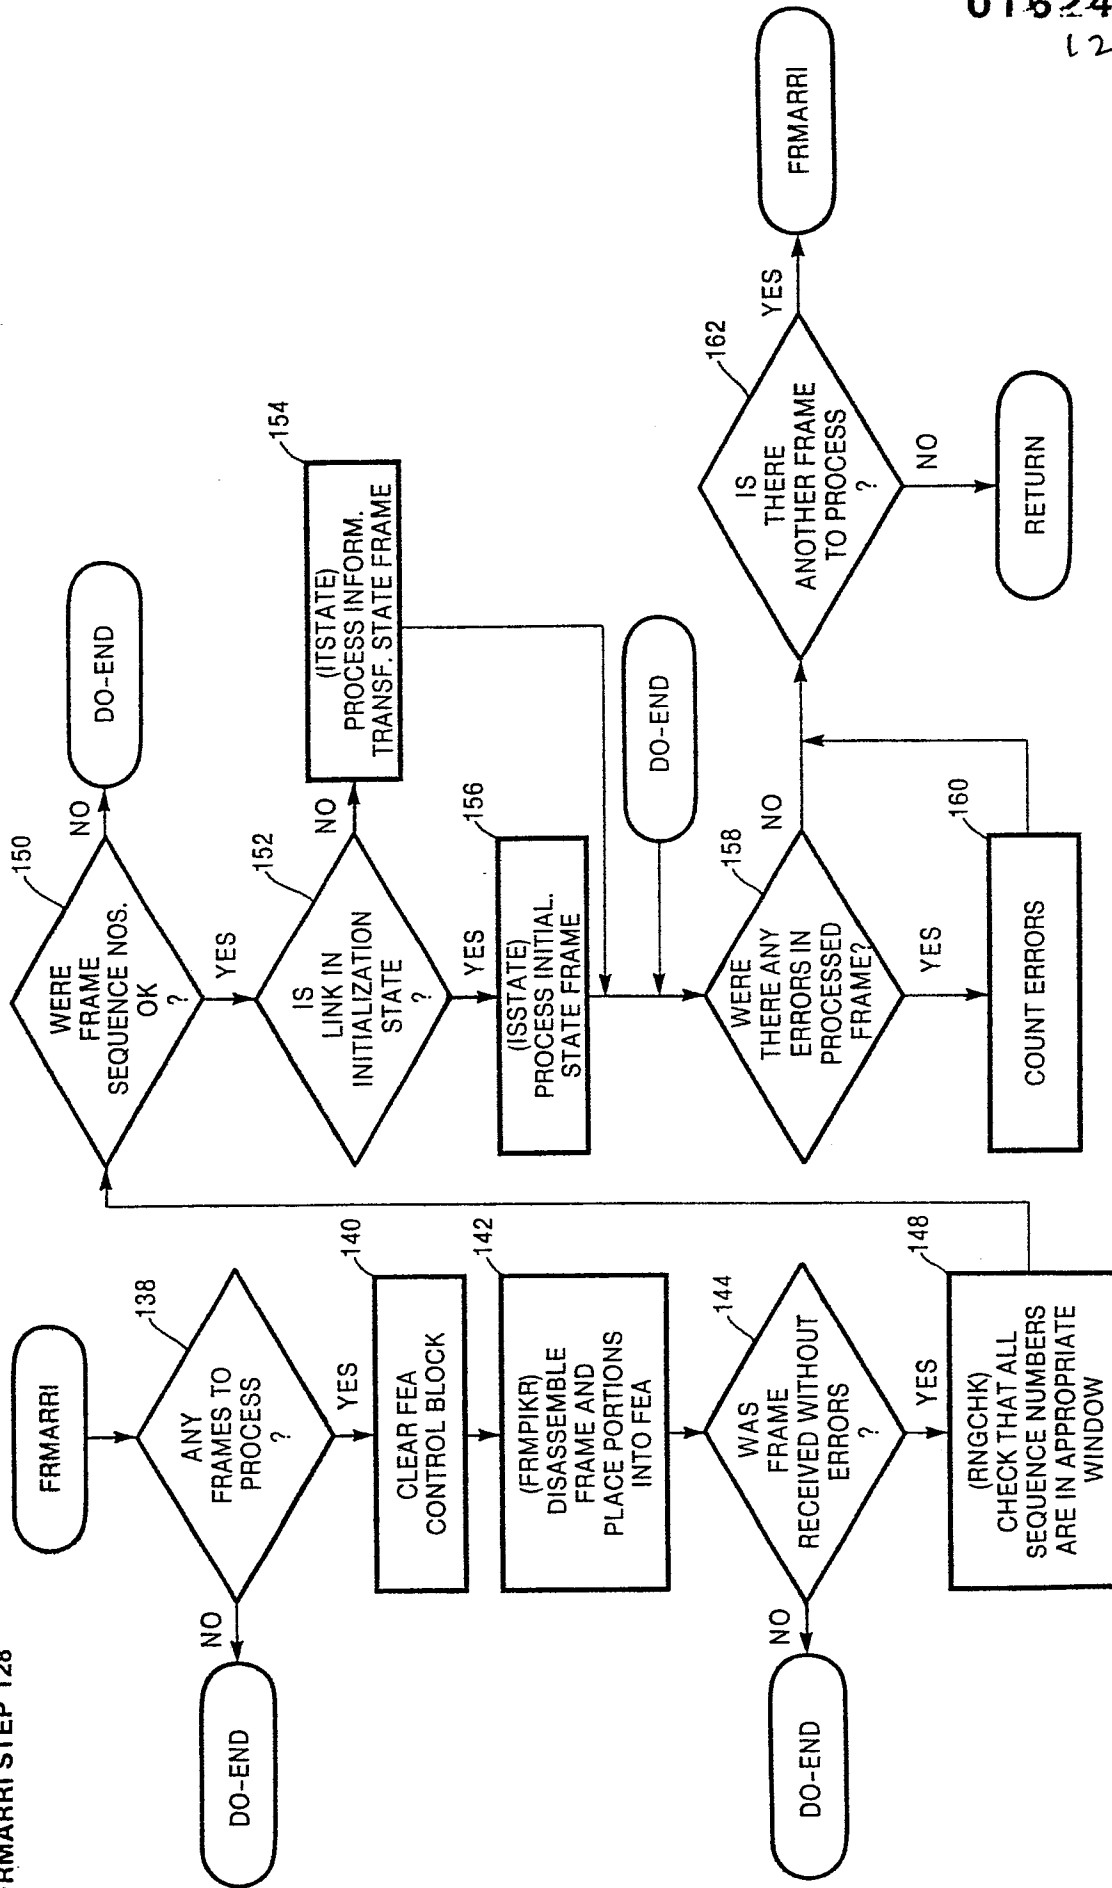 FRMARRI STEP 128
FRMARRI
138
ANY
FRAMES TO
PROCESS
?
NO
DO-END
YES
140
CLEAR FEA
CONTROL BLOCK
142
(FRMPIKR)
DISASSEMBLE
FRAME AND
PLACE PORTIONS
INTO FEA
144
WAS
FRAME
RECEIVED WITHOUT
ERRORS
?
NO
DO-END
YES
148
(RNGCHK)
CHECK THAT ALL
SEQUENCE NUMBERS
ARE IN APPROPRIATE
WINDOW
150
WERE
FRAME
SEQUENCE NOS.
OK
?
NO
DO-END
YES
152
IS
LINK IN
INITIALIZATION
STATE
?
NO
154
(ITSTATE)
PROCESS INFORM.
TRANSF. STATE FRAME
YES
156
(ISSTATE)
PROCESS INITIAL.
STATE FRAME
DO-END
158
WERE
THERE ANY
ERRORS IN
PROCESSED
FRAME?
NO
YES
160
COUNT ERRORS
162
IS
THERE
ANOTHER FRAME
TO PROCESS
?
YES
FRMARRI
NO
RETURN